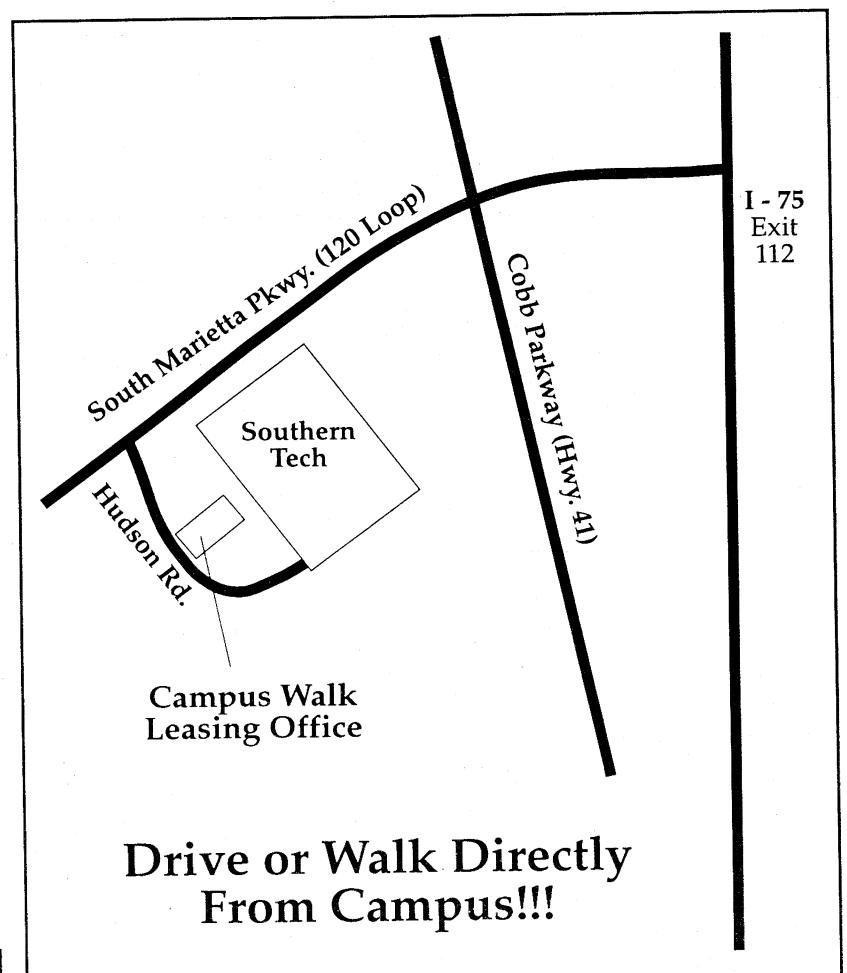 I - 75
Exit
112
South Marietta Pkwy. (120 Loop)
Cobb Parkway (Hwy. 41)
Southern
Tech
Hudson Rd.
Campus Walk
Leasing Office
Drive or Walk Directly
From Campus!!!